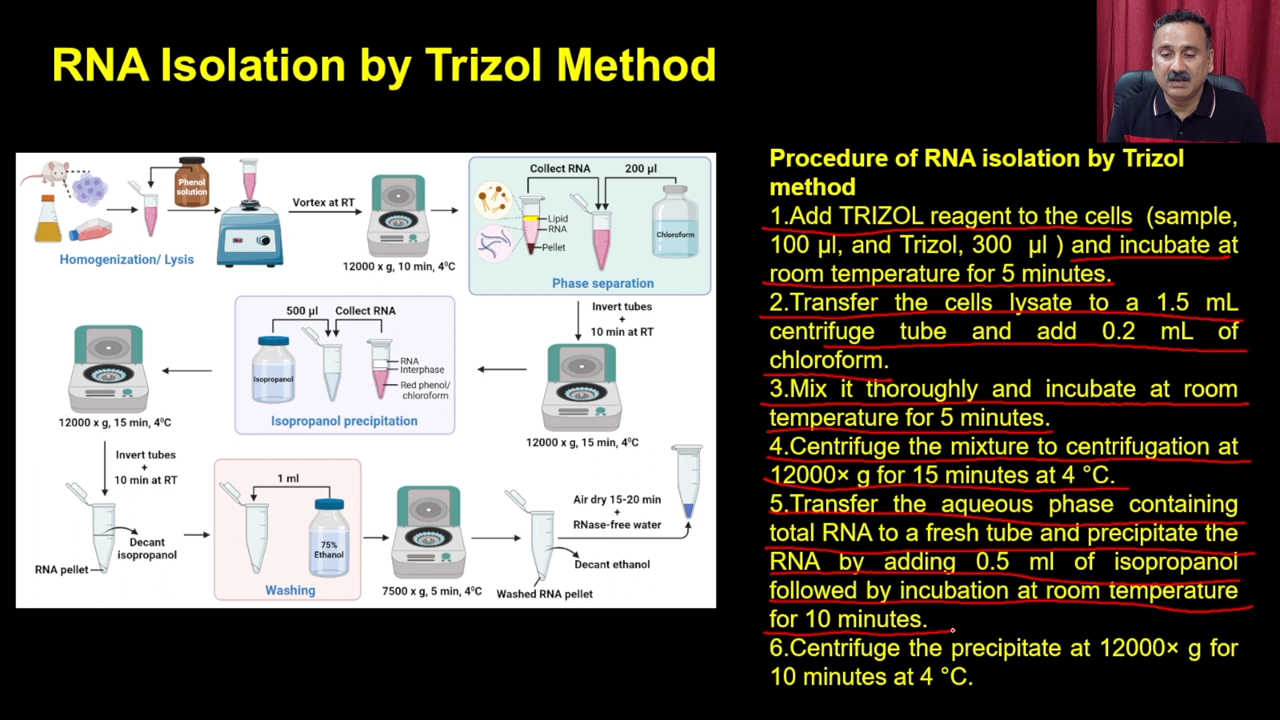 RNA Isolation by Trizol Method
Phenol
solution
Vortex at RT
12000 x g, 10 min, 4⁰C
Homogenization/ Lysis
Collect RNA
200 µl
Lipid
RNA
Pellet
Chloroform
Phase separation
Invert tubes
+
10 min at RT
12000 x g, 15 min, 4⁰C
500 µl
Collect RNA
Isopropanol
RNA
Interphase
Red phenol/
chloroform
Isopropanol precipitation
12000 x g, 15 min, 4⁰C
Invert tubes
+
10 min at RT
Decant
isopropanol
RNA pellet
1 ml
75%
Ethanol
Washing
7500 x g, 5 min, 4⁰C
Washed RNA pellet
Decant ethanol
Air dry 15-20 min
+
RNase-free water
Procedure of RNA isolation by Trizol
method
1.Add TRIZOL reagent to the cells (sample,
100 µl, and Trizol, 300 µl ) and incubate at
room temperature for 5 minutes.
2.Transfer the cells lysate to a 1.5 mL
centrifuge tube and add 0.2 mL of
chloroform.
3.Mix it thoroughly and incubate at room
temperature for 5 minutes.
4.Centrifuge the mixture to centrifugation at
12000× g for 15 minutes at 4 °C.
5.Transfer the aqueous phase containing
total RNA to a fresh tube and precipitate the
RNA by adding 0.5 ml of isopropanol
followed by incubation at room temperature
for 10 minutes.
6.Centrifuge the precipitate at 12000× g for
10 minutes at 4 °C.